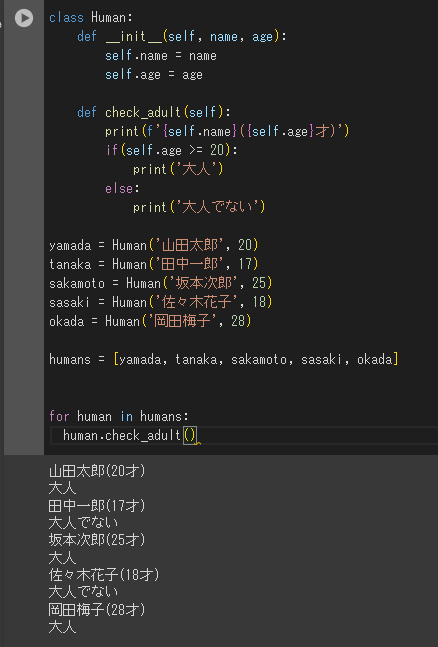 class Human:
    def __init__(self, name, age):
        self.name = name
        self.age = age

    def check_adult(self):
        print(f'{self.name}({self.age}才)')
        if(self.age >= 20):
            print('大人')
        else:
            print('大人でない')

yamada = Human('山田太郎', 20)
tanaka = Human('田中一郎', 17)
sakamoto = Human('坂本次郎', 25)
sasaki = Human('佐々木花子', 18)
okada = Human('岡田梅子', 28)

humans = [yamada, tanaka, sakamoto, sasaki, okada]

for human in humans:
  human.check_adult()
山田太郎(20才)
大人
田中一郎(17才)
大人でない
坂本次郎(25才)
大人
佐々木花子(18才)
大人でない
岡田梅子(28才)
大人